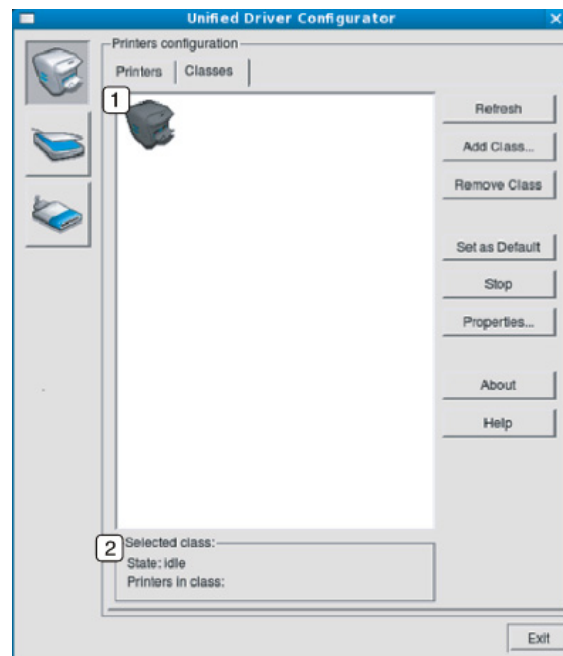 Unified Driver Configurator
Printers configuration
Printers
Classes
1
Refresh
Add Class...
Remove Class
Set as Default
Stop
Properties...
About
Help
2
Selected class:
State: idle
Printers in class:
Exit